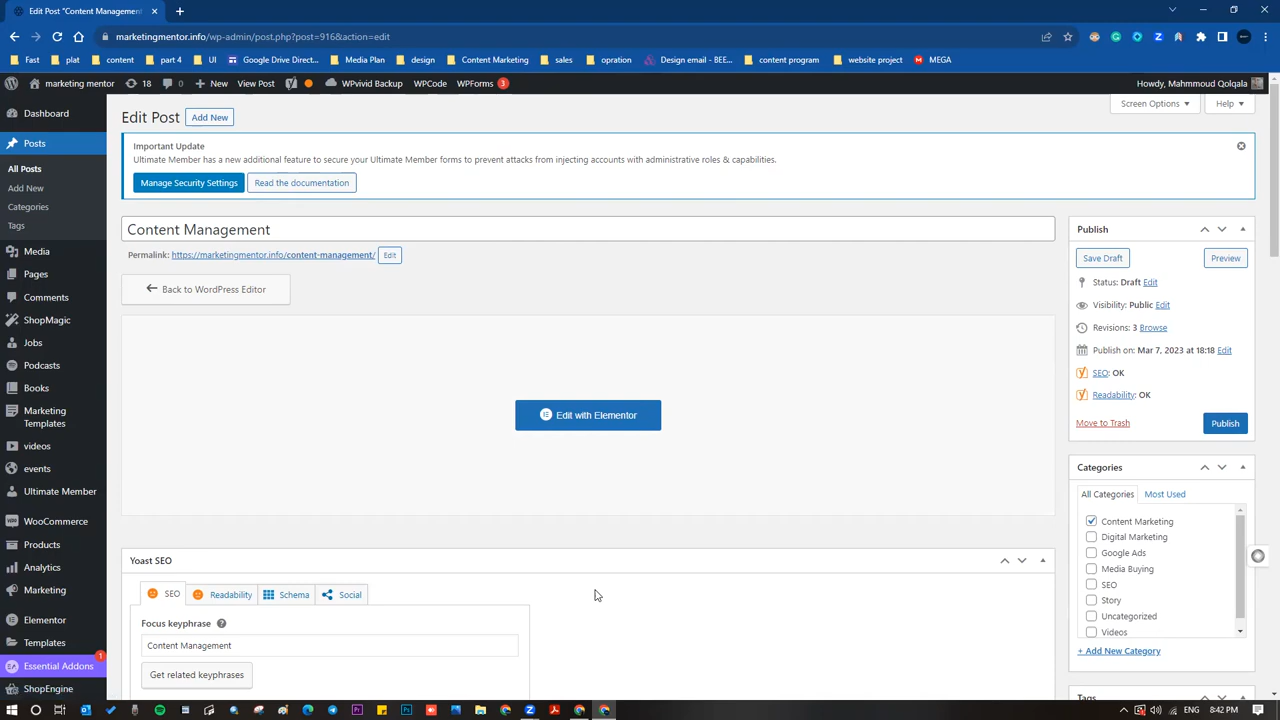 Edit Post "Content Management
marketingmentor.info/wp-admin/post.php?post=916&action=edit
Fast plat content part 4 UI Google Drive Direct... Media Plan design Content Marketing sales opration Design email - BEE... content program website project MEGA
marketing mentor 18 0 New View Post WPvivid Backup WPCode WPForms 3 Howdy, Mahmoud Qolqala
Screen Options Help
Dashboard
Posts
All Posts
Add New
Categories
Tags
Media
Pages
Comments
ShopMagic
Jobs
Podcasts
Books
Marketing
Templates
videos
events
Ultimate Member
WooCommerce
Products
Analytics
Marketing
Elementor
Templates
Essential Addons 1
ShopEngine
Edit Post Add New
Important Update
Ultimate Member has a new additional feature to secure your Ultimate Member forms to prevent attacks from injecting accounts with administrative roles & capabilities.
Manage Security Settings Read the documentation
Content Management
Permalink: https://marketingmentor.info/content-management/ Edit
Back to WordPress Editor
Edit with Elementor
Yoast SEO
SEO Readability Schema Social
Focus keyphrase ?
Content Management
Get related keyphrases
Publish
Save Draft Preview
Status: Draft Edit
Visibility: Public Edit
Revisions: 3 Browse
Publish on: Mar 7, 2023 at 18:18 Edit
SEO: OK
Readability: OK
Move to Trash Publish
Categories
All Categories Most Used
Content Marketing
Digital Marketing
Google Ads
Media Buying
SEO
Story
Uncategorized
Videos
+ Add New Category
Tags
ENG 8:42 PM